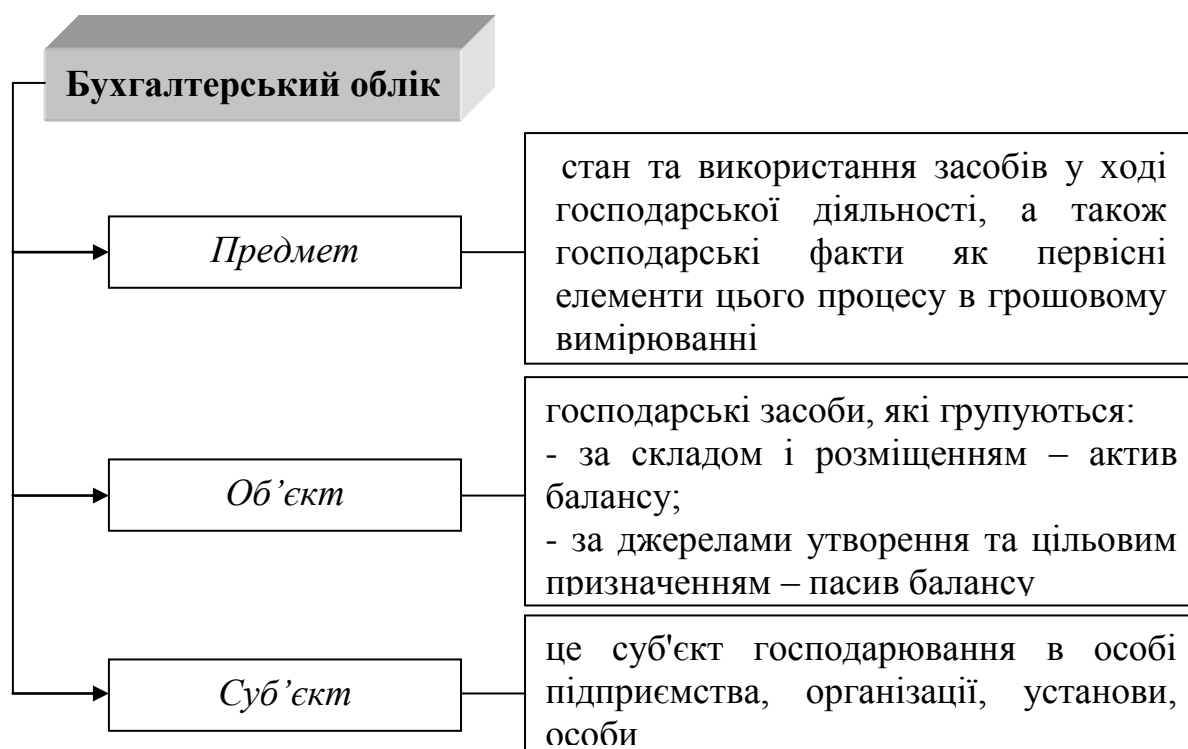 Бухгалтерський облік
Предмет
стан та використання засобів у ході
господарської діяльності, а також
господарські факти як первісні
елементи цього процесу в грошовому
вимірюванні
Об’єкт
господарські засоби, які групуються:
- за складом і розміщенням – актив
балансу;
- за джерелами утворення та цільовим
призначенням – пасив балансу
Суб’єкт
це суб'єкт господарювання в особі
підприємства, організації, установи,
особи